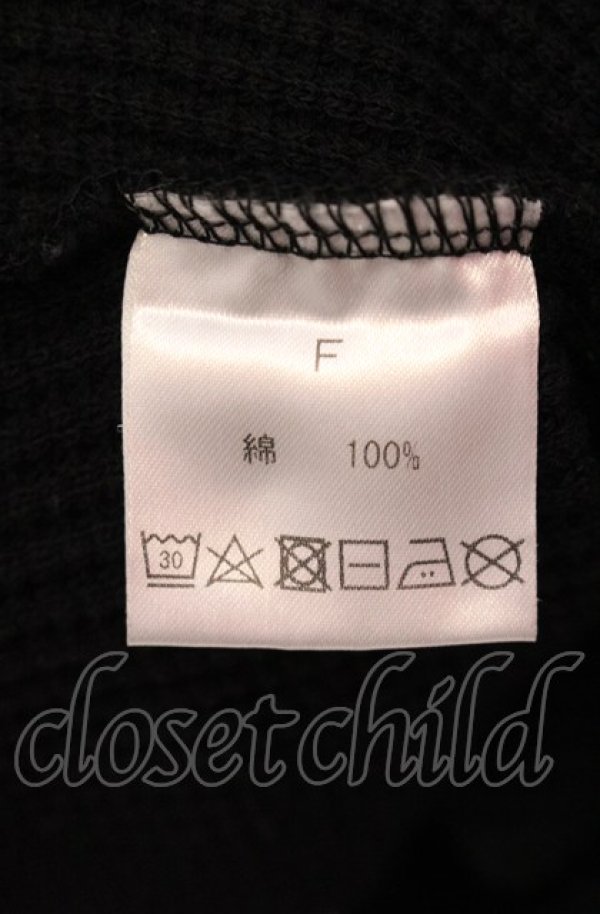 F
綿 100%
30
closet child